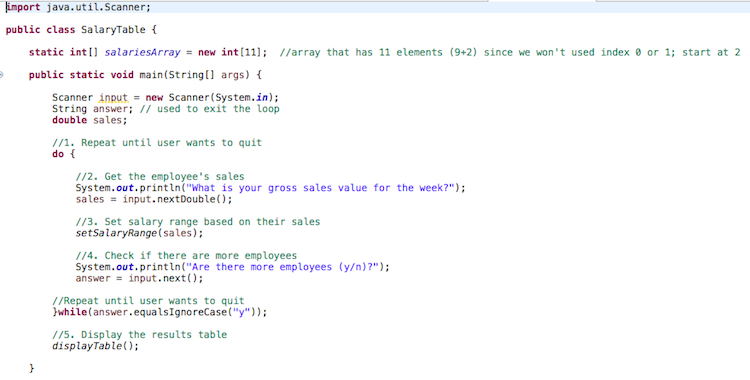 import java.util.Scanner;
public class SalaryTable {
static int[] salariesArray = new int[11];  //array that has 11 elements (9+2) since we won't used index 0 or 1; start at 2
public static void main(String[] args) {
Scanner input = new Scanner(System.in);
String answer; // used to exit the loop
double sales;
//1. Repeat until user wants to quit
do {
//2. Get the employee's sales
System.out.println("What is your gross sales value for the week?");
sales = input.nextDouble();
//3. Set salary range based on their sales
setSalaryRange(sales);
//4. Check if there are more employees
System.out.println("Are there more employees (y/n)?");
answer = input.next();
//Repeat until user wants to quit
}while(answer.equalsIgnoreCase("y"));
//5. Display the results table
displayTable();
}